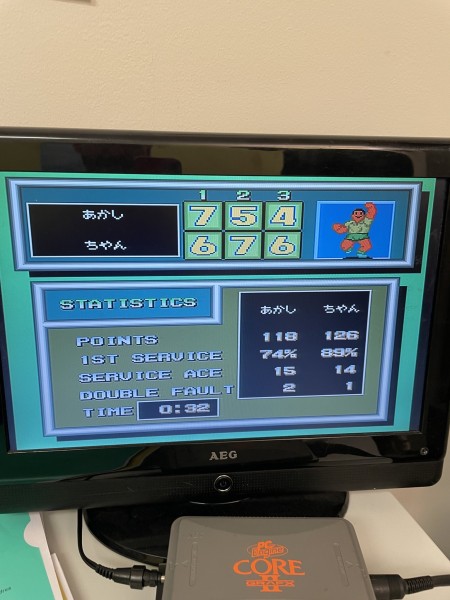 1 2 3
あかし 7 5 4
ちゃん 6 7 6
STATISTICS
あかし ちゃん
POINTS 118 126
1ST SERVICE 74% 89%
SERVICE ACE 15 14
DOUBLE FAULT 2 1
TIME 0:32
AEG
PC Engine
CORE
II
GRAFX